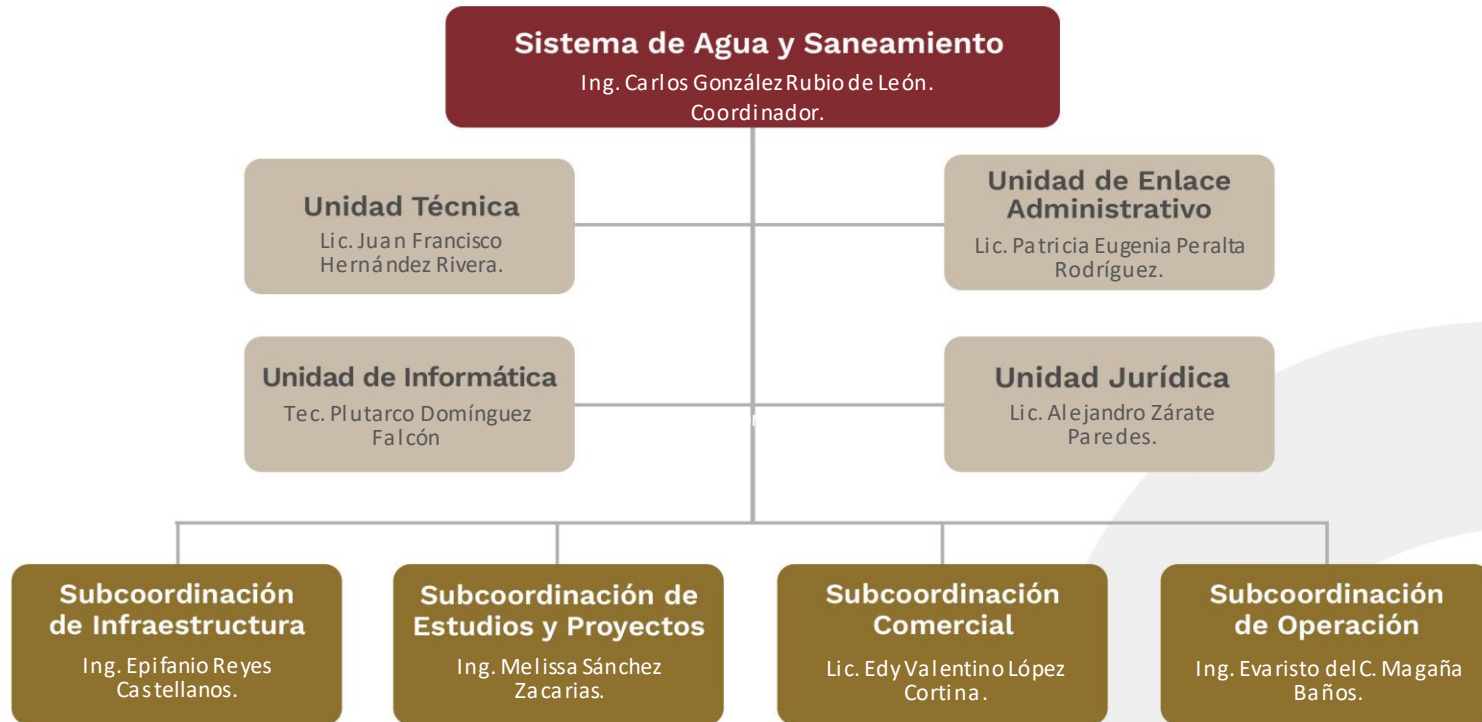 Sistema de Agua y Saneamiento
Ing. Carlos González Rubio de León.
Coordinador.
Unidad Técnica
Lic. Juan Francisco
Hernández Rivera.
Unidad de Enlace
Administrativo
Lic. Patricia Eugenia Peralta
Rodríguez.
Unidad de Informática
Tec. Plutarco Domínguez
Falcón
Unidad Jurídica
Lic. Alejandro Zárate
Paredes.
Subcoordinación
de Infraestructura
Ing. Epifanio Reyes
Castellanos.
Subcoordinación de
Estudios y Proyectos
Ing. Melissa Sánchez
Zacarias.
Subcoordinación
Comercial
Lic. Edy Valentino López
Cortina.
Subcoordinación
de Operación
Ing. Evaristo del C. Magaña
Baños.